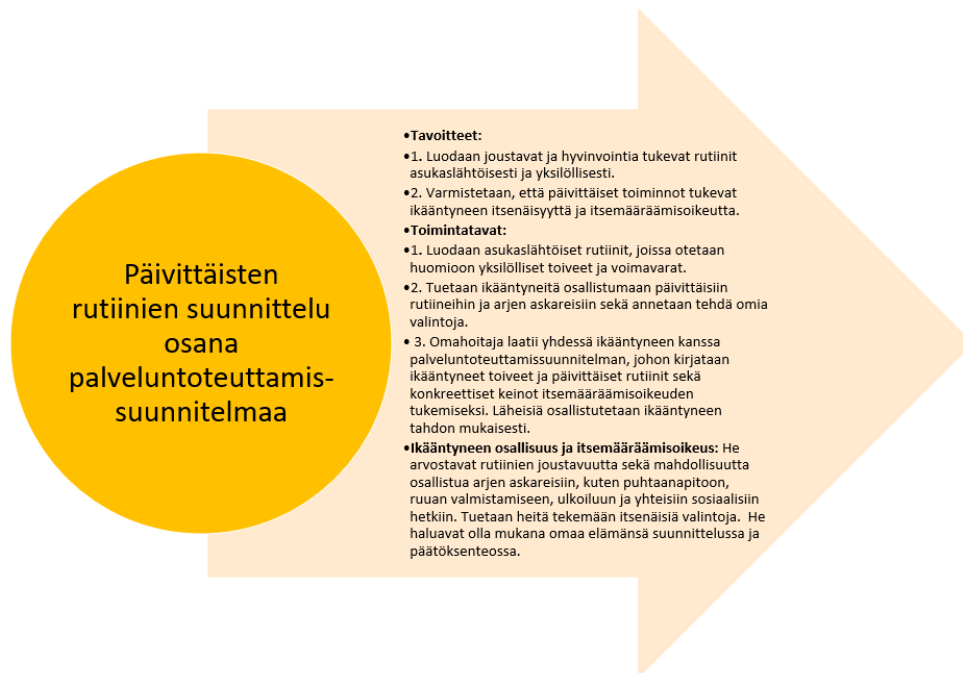 Päivittäisten
rutiinien suunnittelu
osana
palveluntoteuttamis-
suunnitelmaa
•Tavoitteet:
•1. Luodaan joustavat ja hyvinvointia tukevat rutiinit
asukaslähtöisesti ja yksilöllisesti.
•2. Varmistetaan, että päivittäiset toiminnot tukevat
ikääntyneen itsenäisyyttä ja itsemääräämisoikeutta.
•Toimintatavat:
•1. Luodaan asukaslähtöiset rutiinit, joissa otetaan
huomioon yksilölliset toiveet ja voimavarat.
•2. Tuetaan ikääntyneitä osallistumaan päivittäisiin
rutiineihin ja arjen askareisiin sekä annetaan tehdä omia
valintoja.
• 3. Omahoitaja laatii yhdessä ikääntyneen kanssa
palveluntoteuttamissuunnitelman, johon kirjataan
ikääntyneet toiveet ja päivittäiset rutiinit sekä
konkreettiset keinot itsemääräämisoikeuden
tukemiseksi. Läheisiä osallistutetaan ikääntyneen
tahdon mukaisesti.
•Ikääntyneen osallisuus ja itsemääräämisoikeus: He
arvostavat rutiinien joustavuutta sekä mahdollisuutta
osallistua arjen askareisiin, kuten puhtaanapitoon,
ruuan valmistamiseen, ulkoiluun ja yhteisiin sosiaalisiin
hetkiin. Tuetaan heitä tekemään itsenäisiä valintoja.  He
haluavat olla mukana omaa elämänsä suunnittelussa ja
päätöksenteossa.